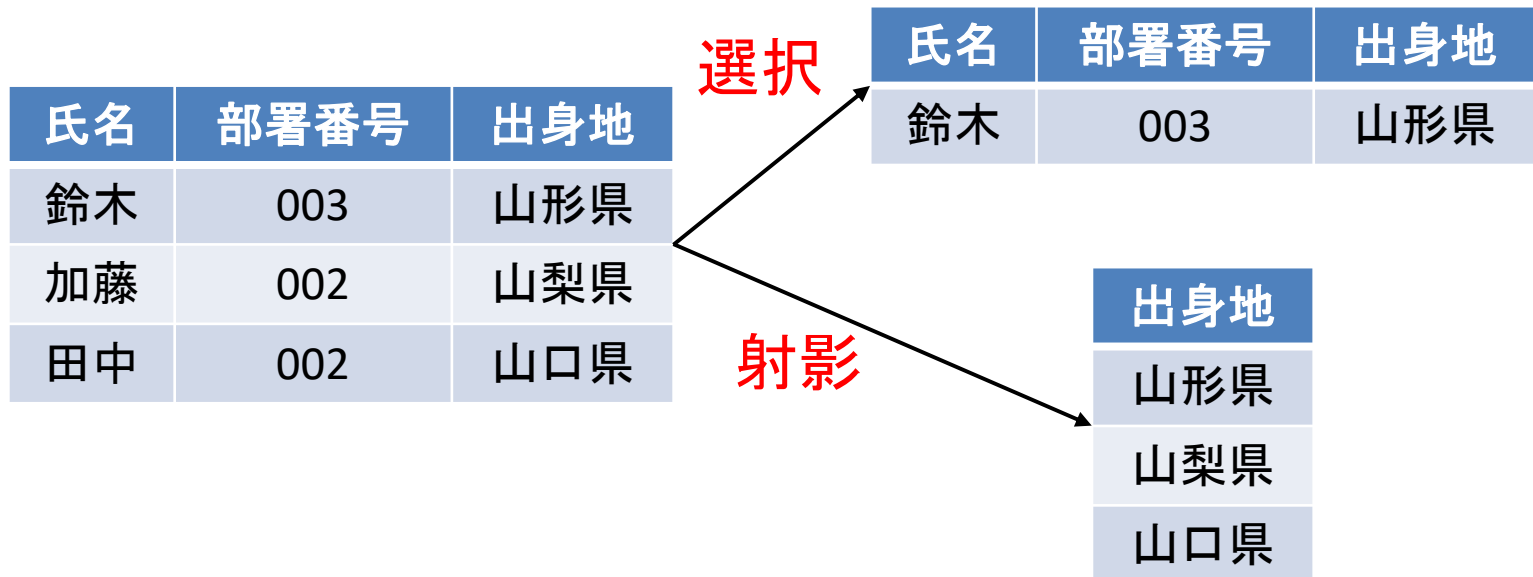 氏名 部署番号 出身地
鈴木 003 山形県
加藤 002 山梨県
田中 002 山口県
選択
氏名 部署番号 出身地
鈴木 003 山形県
射影
出身地
山形県
山梨県
山口県